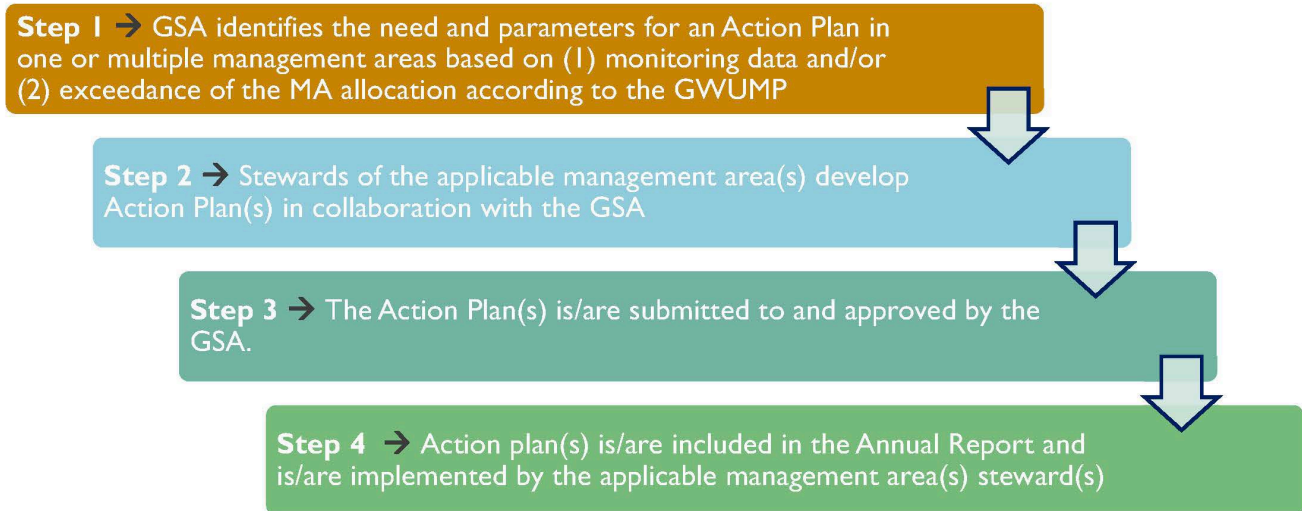 Step 1 → GSA identifies the need and parameters for an Action Plan in
one or multiple management areas based on (1) monitoring data and/or
(2) exceedance of the MA allocation according to the GWUMP
Step 2 → Stewards of the applicable management area(s) develop
Action Plan(s) in collaboration with the GSA
Step 3 → The Action Plan(s) is/are submitted to and approved by the
GSA.
Step 4 → Action plan(s) is/are included in the Annual Report and
is/are implemented by the applicable management area(s) steward(s)